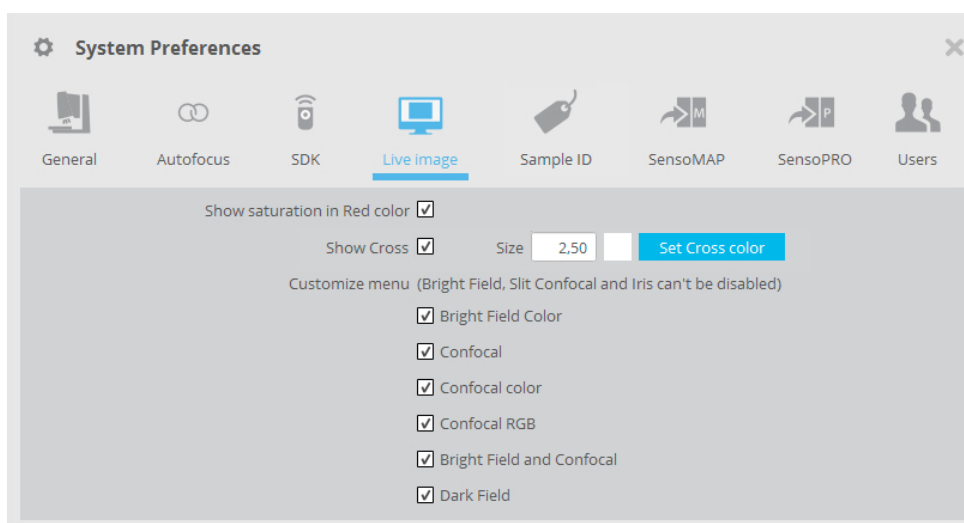 System Preferences
M P
General Autofocus SDK Live image Sample ID SensoMAP SensoPRO Users
Show saturation in Red color
Show Cross Size 2,50 Set Cross color
Customize menu (Bright Field, Slit Confocal and Iris can't be disabled)
Bright Field Color
Confocal
Confocal color
Confocal RGB
Bright Field and Confocal
Dark Field